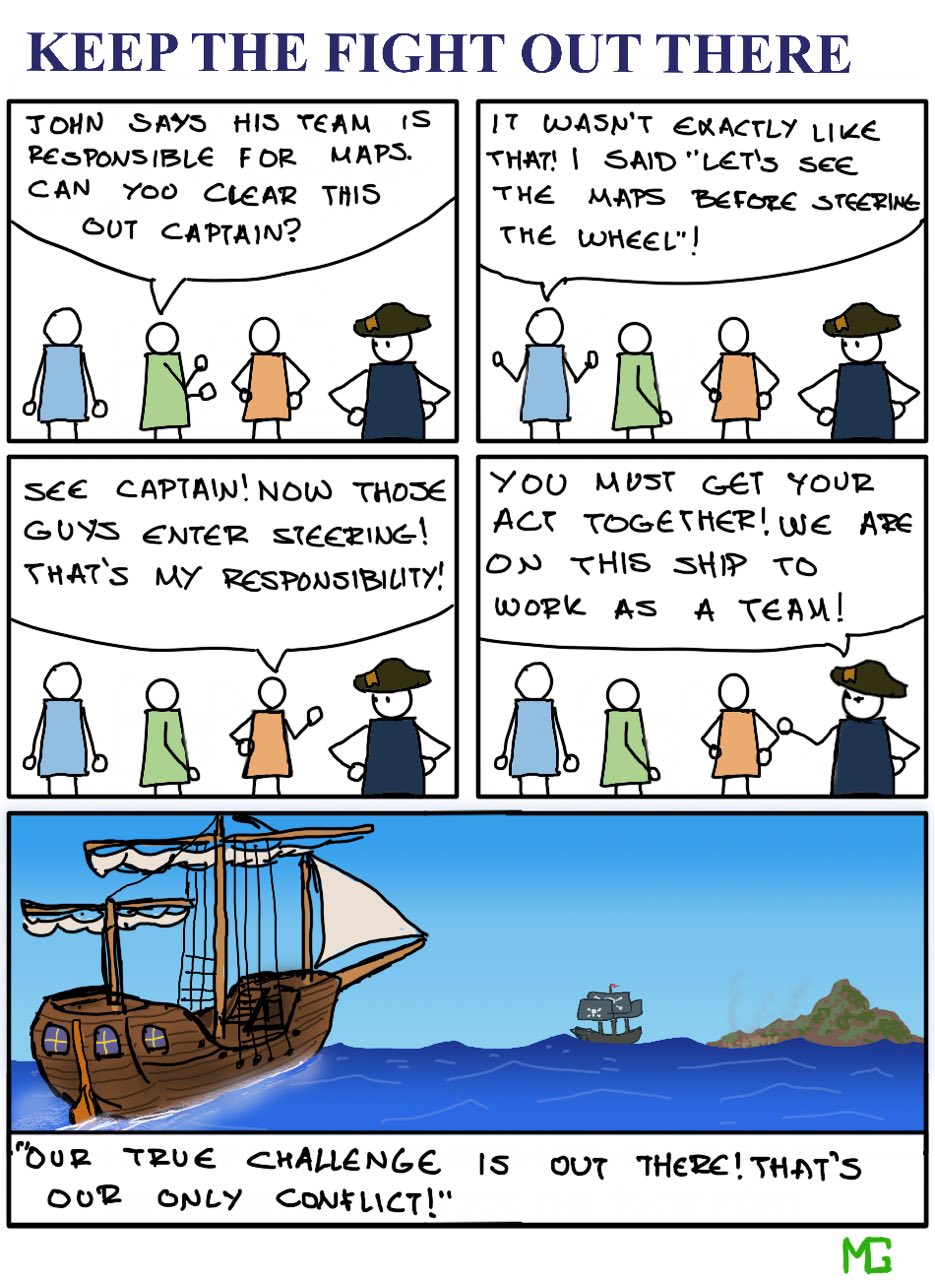 KEEP THE FIGHT OUT THERE
JOHN SAYS HIS TEAM IS
RESPONSIBLE FOR MAPS.
CAN YOU CLEAR THIS
OUT CAPTAIN?
IT WASN'T EXACTLY LIKE
THAT! I SAID "LET'S SEE
THE MAPS BEFORE STEERING
THE WHEEL"!
SEE CAPTAIN! NOW THOSE
GUYS ENTER STEERING!
THAT'S MY RESPONSIBILITY!
YOU MUST GET YOUR
ACT TOGETHER! WE ARE
ON THIS SHIP TO
WORK AS A TEAM!
"OUR TRUE CHALLENGE IS OUT THERE! THAT'S
OUR ONLY CONFLICT!"
MG